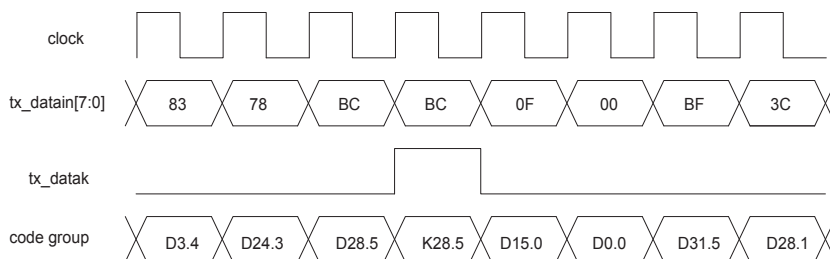 clock
tx_datain[7:0] 83 78 BC BC 0F 00 BF 3C
tx_datak
code group D3.4 D24.3 D28.5 K28.5 D15.0 D0.0 D31.5 D28.1